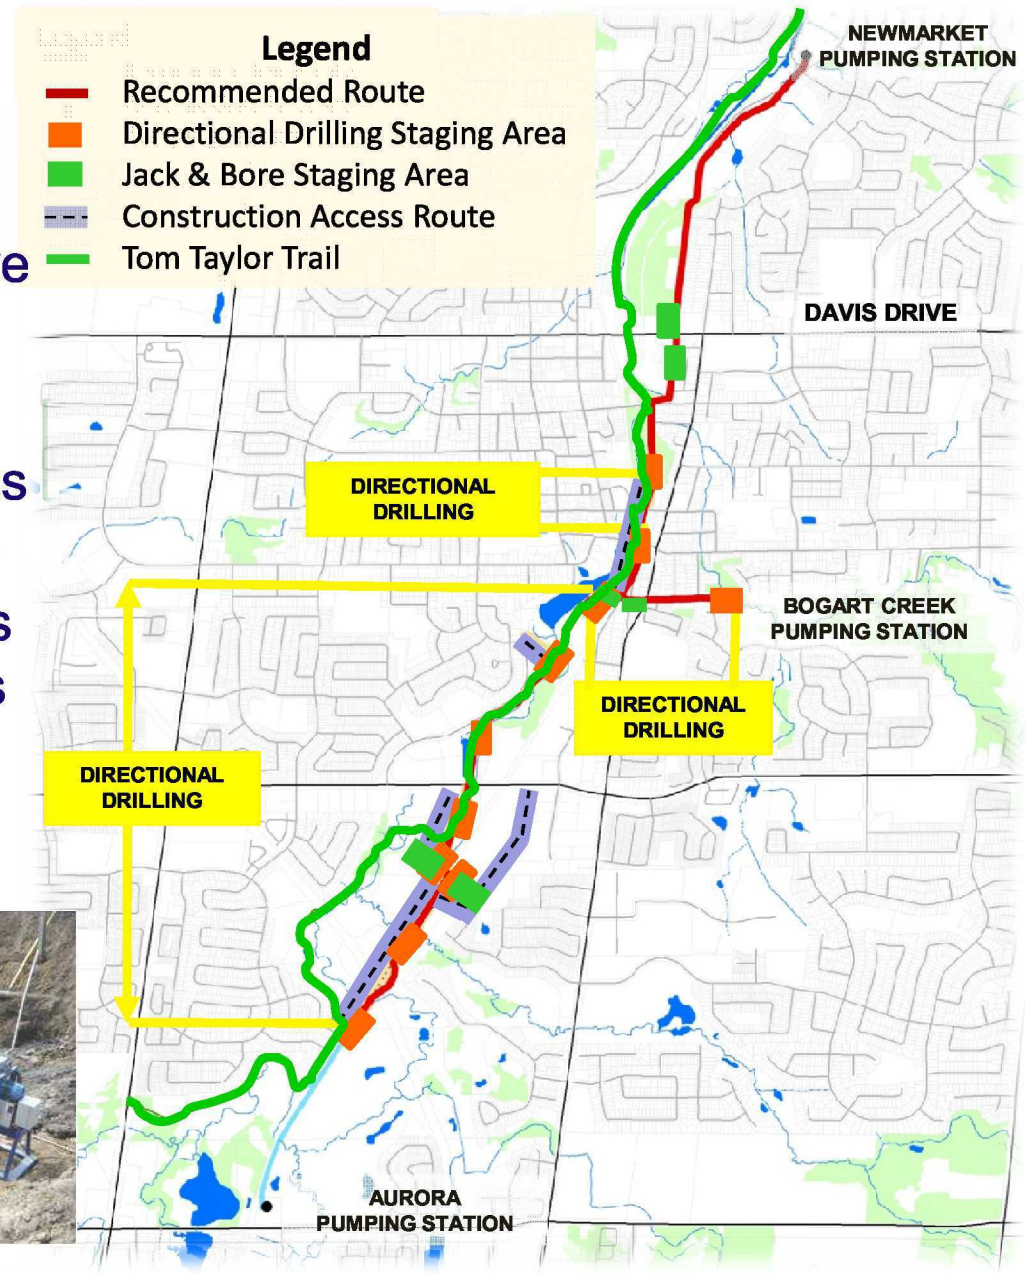 Legend
Recommended Route
Directional Drilling Staging Area
Jack & Bore Staging Area
Construction Access Route
Tom Taylor Trail
NEWMARKET
PUMPING STATION
DAVIS DRIVE
DIRECTIONAL
DRILLING
BOGART CREEK
PUMPING STATION
DIRECTIONAL
DRILLING
DIRECTIONAL
DRILLING
AURORA
PUMPING STATION